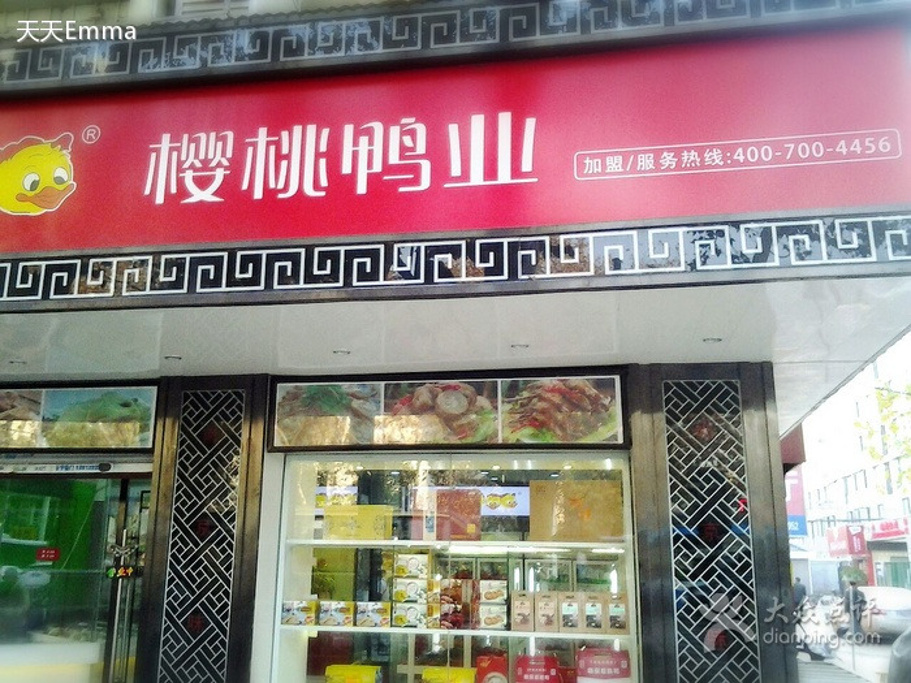 天天Emma
®
樱桃鸭业
加盟/服务热线:400-700-4456
大众点评
dianping.com